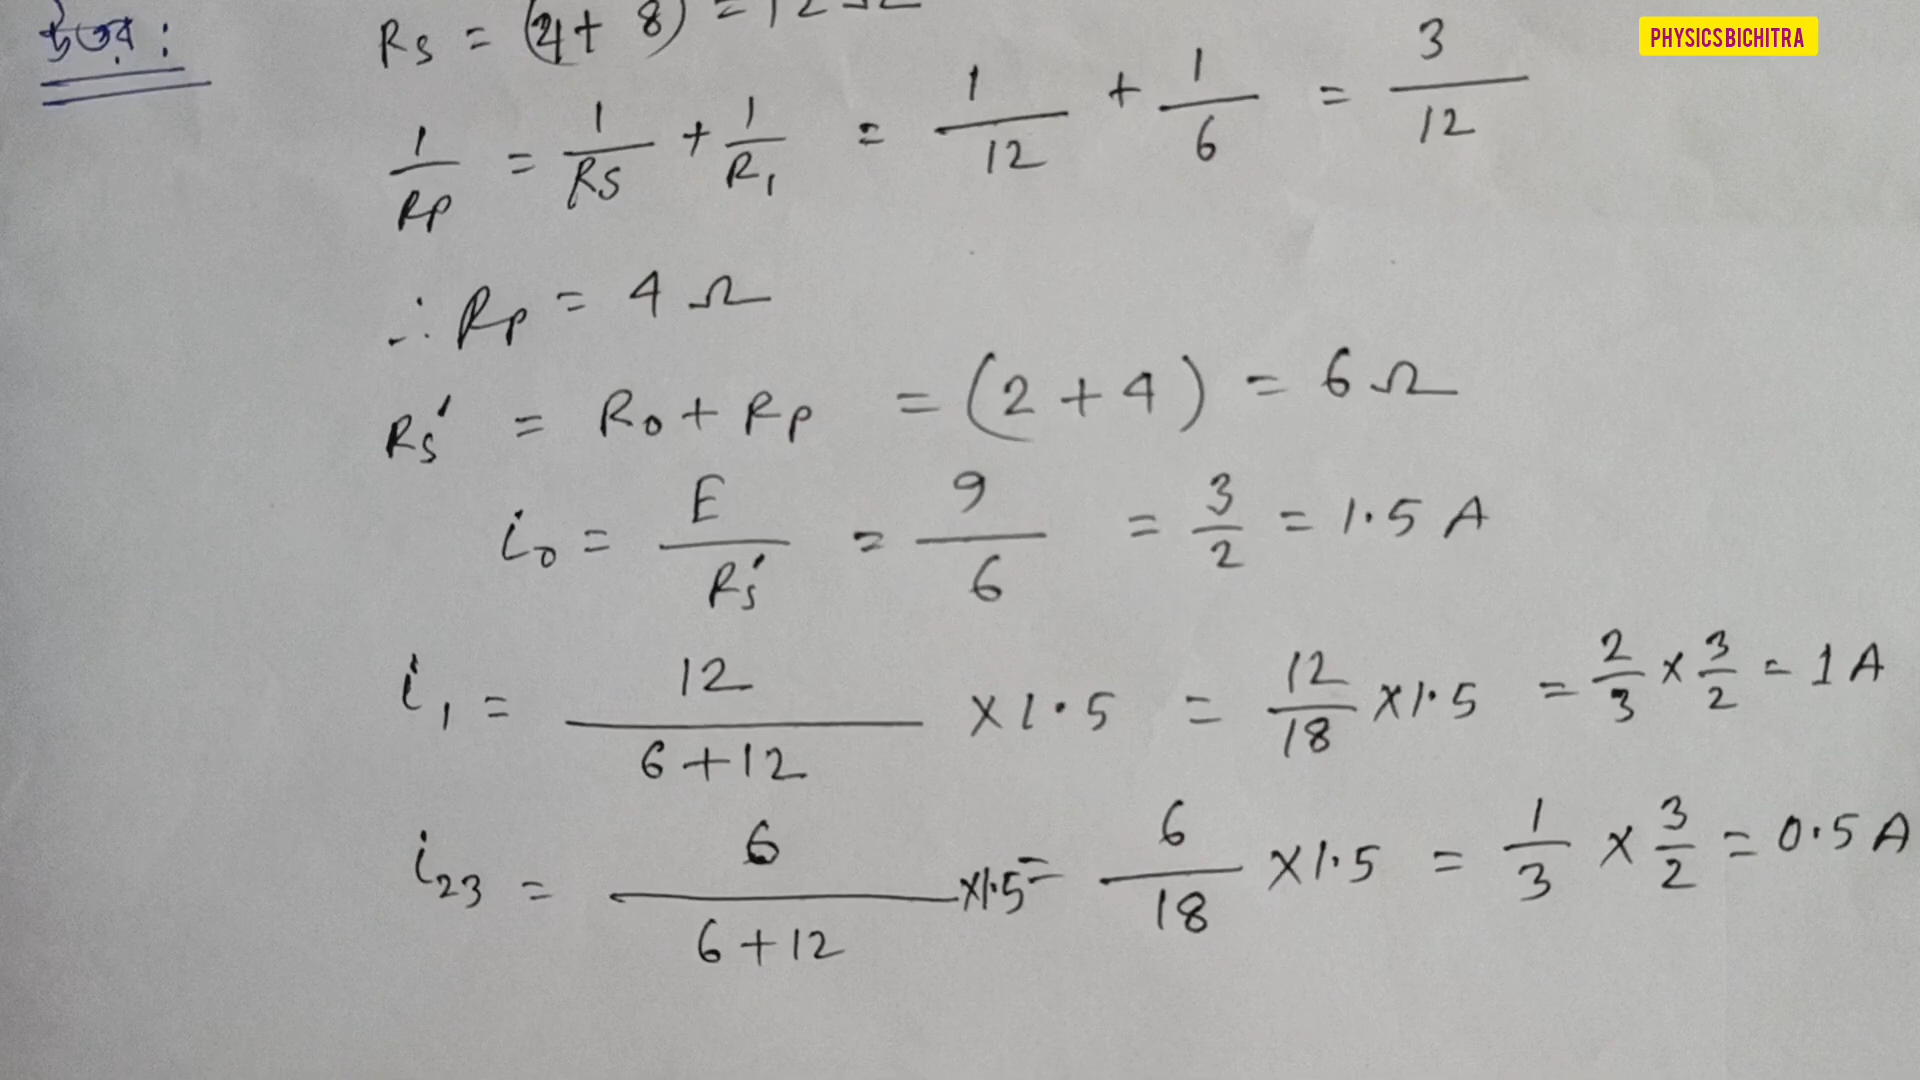 উত্তর :
Rs = (4 + 8) = 12 Ω
PHYSICS BICHITRA
1/RP = 1/RS + 1/R₁ = 1/12 + 1/6 = 3/12
∴ RP = 4 Ω
Rs' = R₀ + RP = (2 + 4) = 6 Ω
i₀ = E/Rs' = 9/6 = 3/2 = 1.5 A
i₁ = 12/(6+12) × 1.5 = 12/18 × 1.5 = 2/3 × 3/2 = 1 A
i₂₃ = 6/(6+12) × 1.5 = 6/18 × 1.5 = 1/3 × 3/2 = 0.5 A